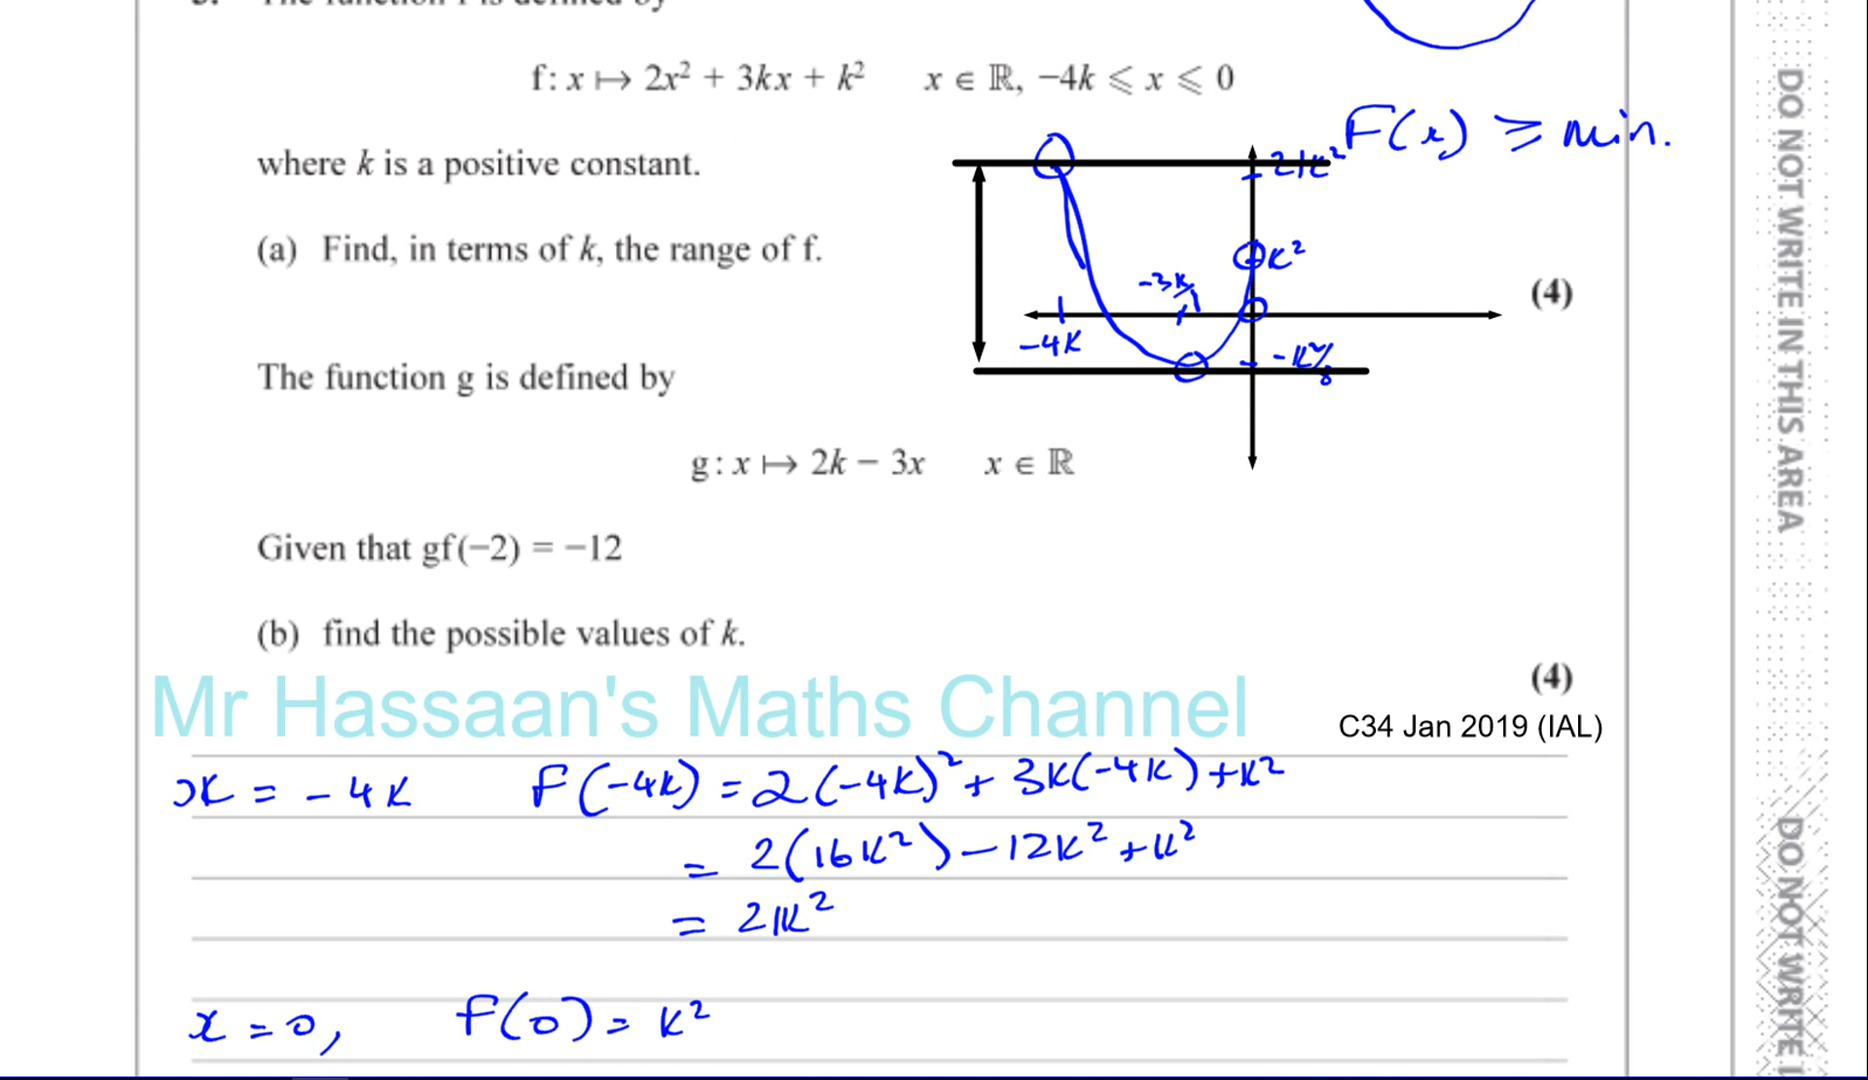 f: x ↦ 2x² + 3kx + k²   x ∈ ℝ, −4k ⩽ x ⩽ 0
F(x) ≥ min.
where k is a positive constant.
21k²
(a) Find, in terms of k, the range of f.
k²
-3k/4
(4)
-4k
-k²/8
The function g is defined by
g : x ↦ 2k − 3x   x ∈ ℝ
Given that gf(−2) = −12
(b) find the possible values of k.
(4)
Mr Hassaan's Maths Channel
C34 Jan 2019 (IAL)
x = -4k   F(-4k) = 2(-4k)² + 3k(-4k) + k²
= 2(16k²) - 12k² + k²
= 21k²
x = 0,   F(0) = k²
DO NOT WRITE IN THIS AREA
DO NOT WRITE I